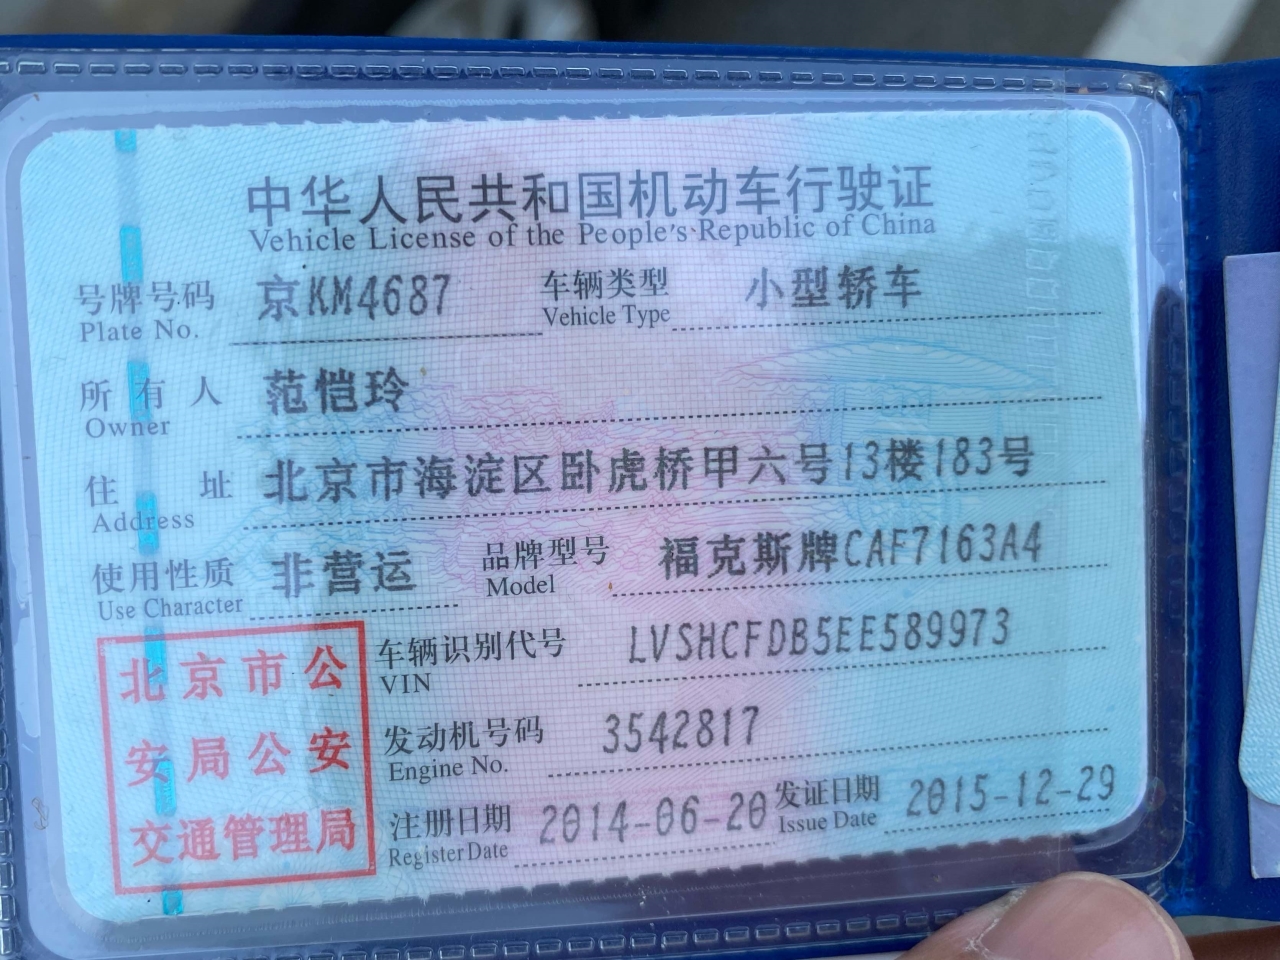 中华人民共和国机动车行驶证
Vehicle License of the People's Republic of China
号牌号码 京KM4687 车辆类型 小型轿车
Plate No. Vehicle Type
所有人 范恺玲
Owner
住址 北京市海淀区卧虎桥甲六号13楼183号
Address
使用性质 非营运 品牌型号 福克斯牌CAF7163A4
Use Character Model
车辆识别代号 LVSHCFDB5EE589973
VIN
发动机号码 3542817
Engine No.
注册日期 2014-06-20 发证日期 2015-12-29
Register Date Issue Date
北京市公
安局公安
交通管理局